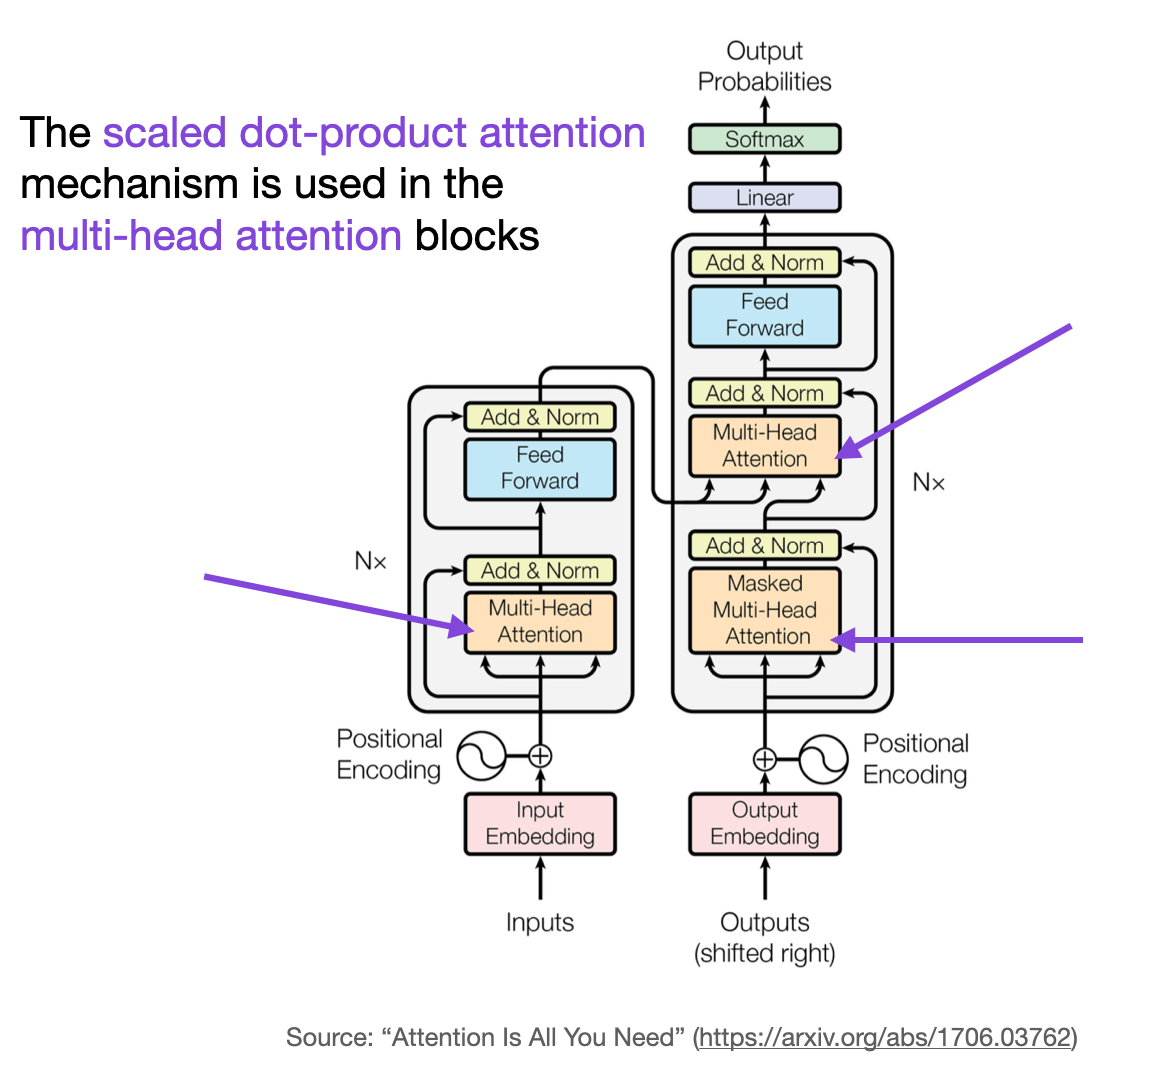 The scaled dot-product attention
mechanism is used in the
multi-head attention blocks
Output
Probabilities
Softmax
Linear
Add & Norm
Feed
Forward
Add & Norm
Multi-Head
Attention
Nx
Add & Norm
Masked
Multi-Head
Attention
Add & Norm
Feed
Forward
Nx
Add & Norm
Multi-Head
Attention
Positional
Encoding
Positional
Encoding
Input
Embedding
Output
Embedding
Inputs
Outputs
(shifted right)
Source: “Attention Is All You Need” (https://arxiv.org/abs/1706.03762)